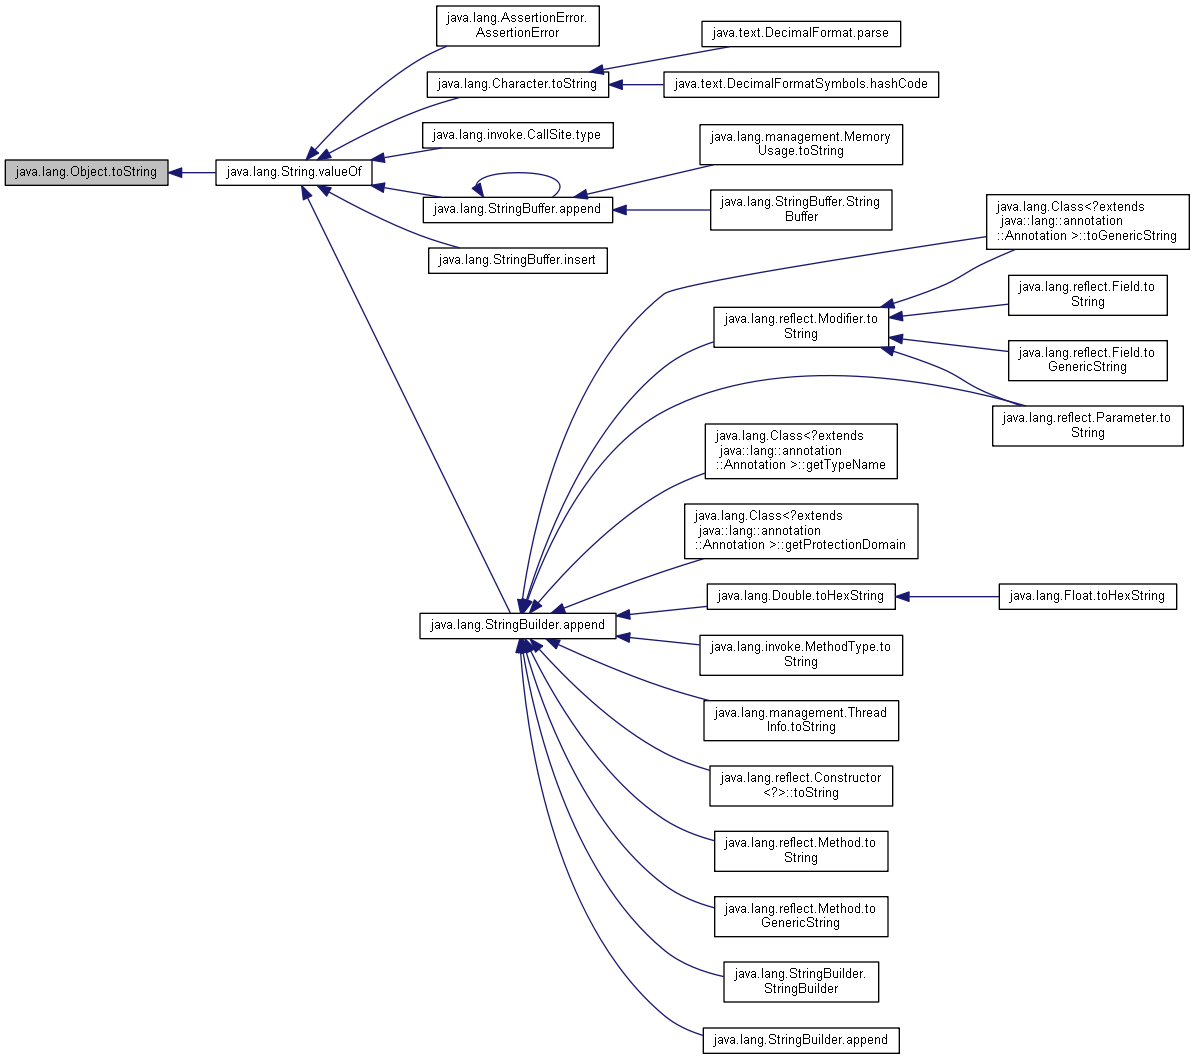 java.lang.Object.toString
java.lang.String.valueOf
java.lang.AssertionError.
AssertionError
java.lang.Character.toString
java.lang.invoke.CallSite.type
java.lang.StringBuffer.append
java.lang.StringBuffer.insert
java.lang.StringBuilder.append
java.text.DecimalFormat.parse
java.text.DecimalFormatSymbols.hashCode
java.lang.management.Memory
Usage.toString
java.lang.StringBuffer.String
Buffer
java.lang.reflect.Modifier.to
String
java.lang.Class<?extends
java::lang::annotation
::Annotation >::getTypeName
java.lang.Class<?extends
java::lang::annotation
::Annotation >::getProtectionDomain
java.lang.Double.toHexString
java.lang.invoke.MethodType.to
String
java.lang.management.Thread
Info.toString
java.lang.reflect.Constructor
<?>::toString
java.lang.reflect.Method.to
String
java.lang.reflect.Method.to
GenericString
java.lang.StringBuilder.
StringBuilder
java.lang.StringBuilder.append
java.lang.Class<?extends
java::lang::annotation
::Annotation >::toGenericString
java.lang.reflect.Field.to
String
java.lang.reflect.Field.to
GenericString
java.lang.reflect.Parameter.to
String
java.lang.Float.toHexString